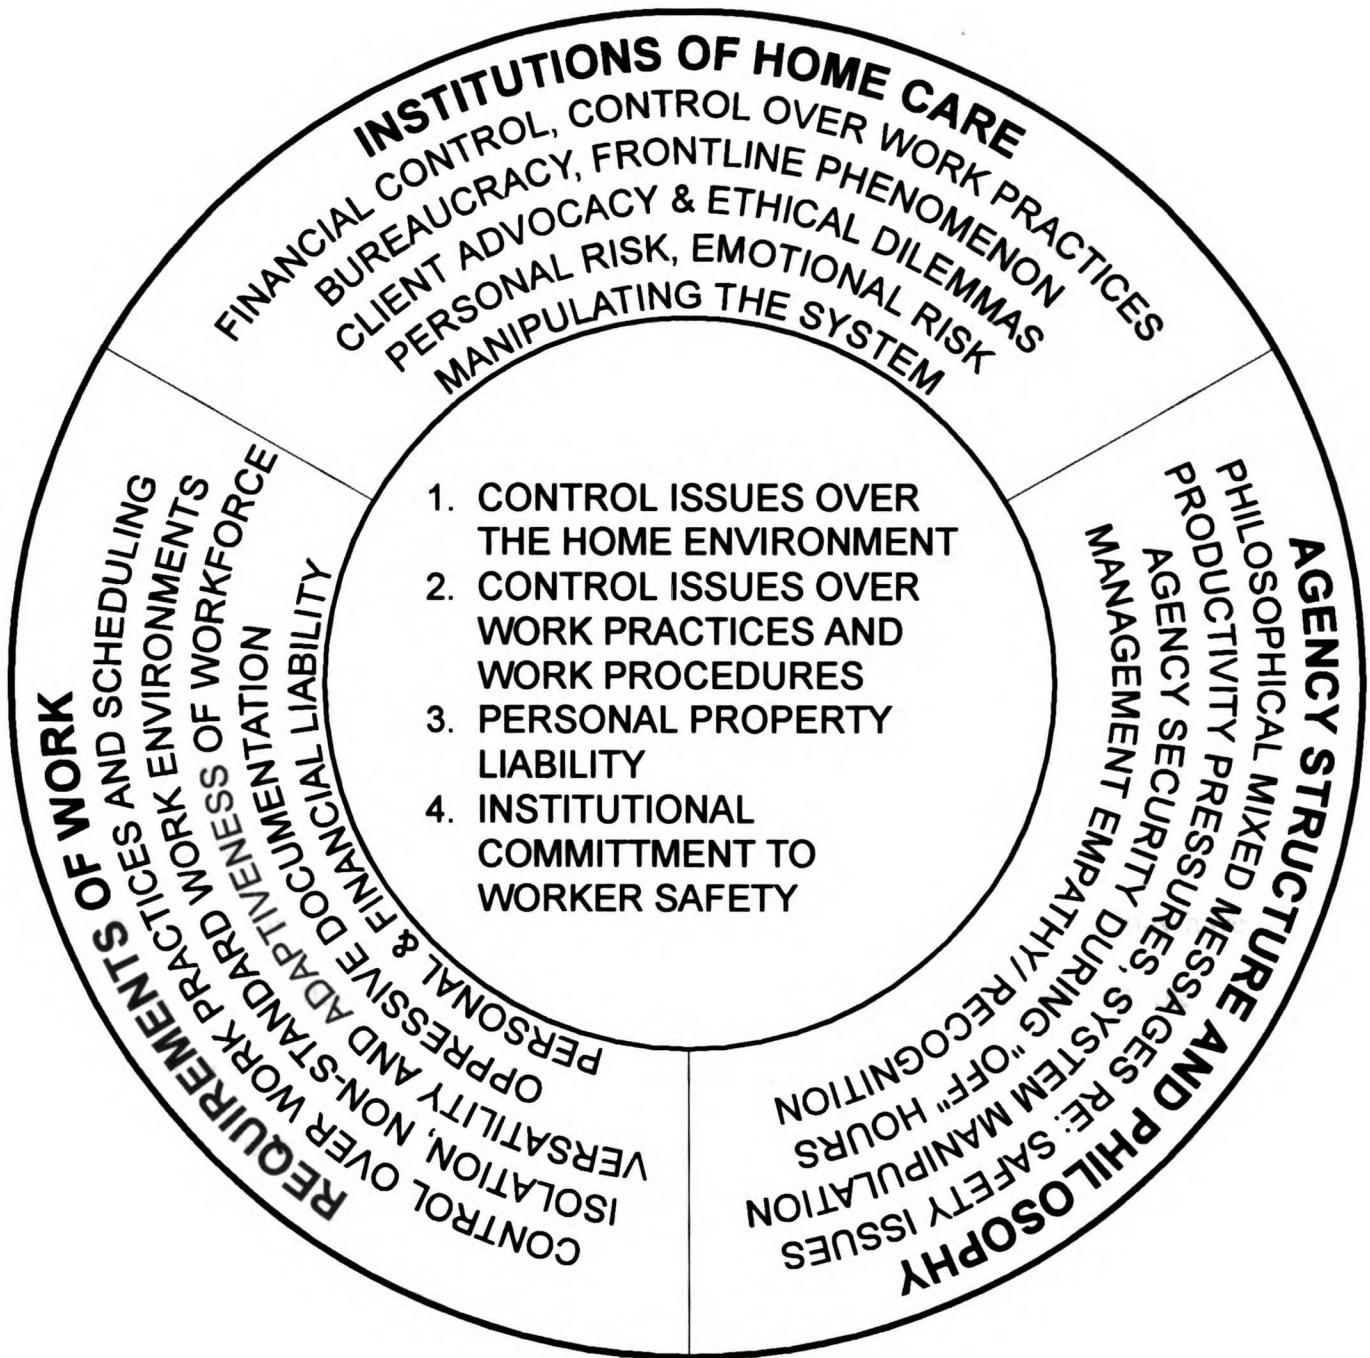 INSTITUTIONS OF HOME CARE
FINANCIAL CONTROL, CONTROL OVER WORK PRACTICES
BUREAUCRACY, FRONTLINE PHENOMENON
CLIENT ADVOCACY & ETHICAL DILEMMAS
PERSONAL RISK, EMOTIONAL RISK
MANIPULATING THE SYSTEM
AGENCY STRUCTURE AND PHILOSOPHY
PHILOSOPHICAL MIXED MESSAGES RE: SAFETY ISSUES
PRODUCTIVITY PRESSURES, SYSTEM MANIPULATION
AGENCY SECURITY DURING "OFF" HOURS
MANAGEMENT EMPATHY/ RECOGNITION
REQUIREMENTS OF WORK
CONTROL OVER WORK PRACTICES AND SCHEDULING
ISOLATION, NON-STANDARD WORK ENVIRONMENTS
VERSATILITY AND ADAPTIVENESS OF WORKFORCE
OPPRESSIVE DOCUMENTATION
PERSONAL & FINANCIAL LIABILITY
1. CONTROL ISSUES OVER
THE HOME ENVIRONMENT
2. CONTROL ISSUES OVER
WORK PRACTICES AND
WORK PROCEDURES
3. PERSONAL PROPERTY
LIABILITY
4. INSTITUTIONAL
COMMITTMENT TO
WORKER SAFETY